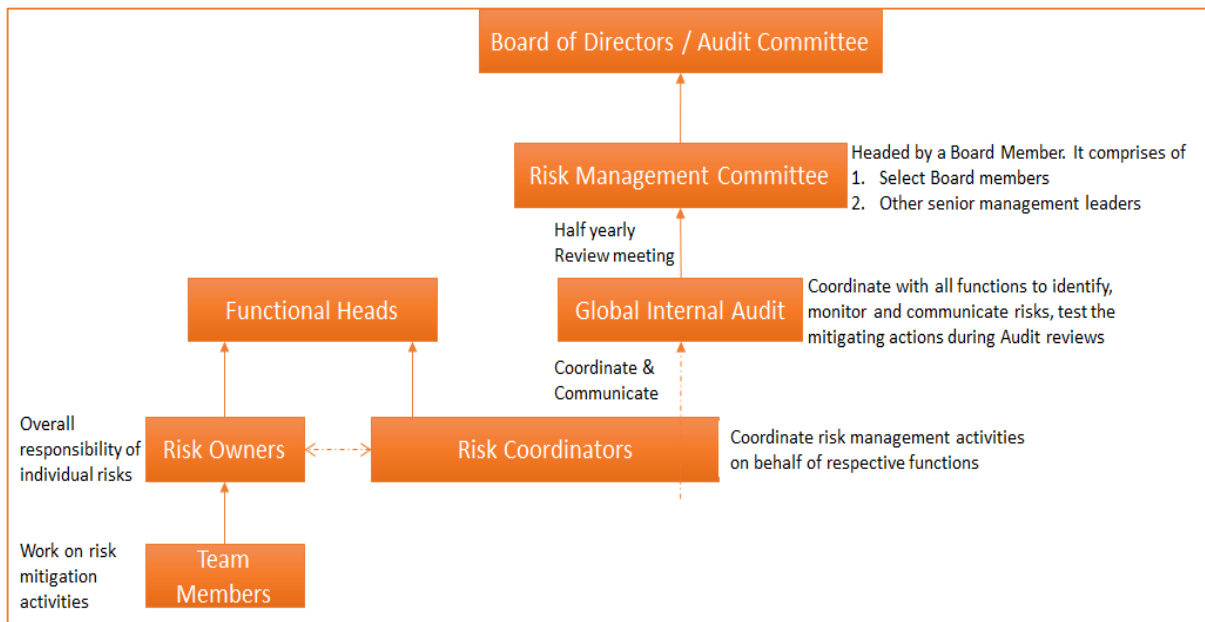 Board of Directors / Audit Committee
Risk Management Committee
Headed by a Board Member. It comprises of
1. Select Board members
2. Other senior management leaders
Half yearly
Review meeting
Functional Heads
Global Internal Audit
Coordinate with all functions to identify,
monitor and communicate risks, test the
mitigating actions during Audit reviews
Coordinate &
Communicate
Overall
responsibility of
individual risks
Risk Owners
Risk Coordinators
Coordinate risk management activities
on behalf of respective functions
Work on risk
mitigation
activities
Team
Members